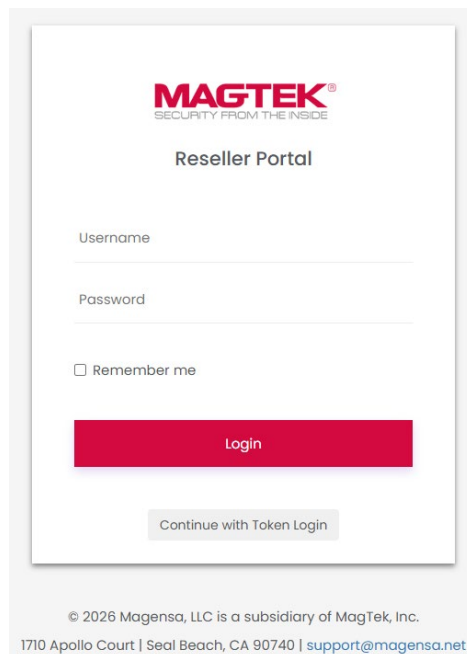 MAGTEK®
SECURITY FROM THE INSIDE
Reseller Portal
Username
Password
Remember me
Login
Continue with Token Login
© 2026 Magensa, LLC is a subsidiary of MagTek, Inc.
1710 Apollo Court | Seal Beach, CA 90740 | support@magensa.net